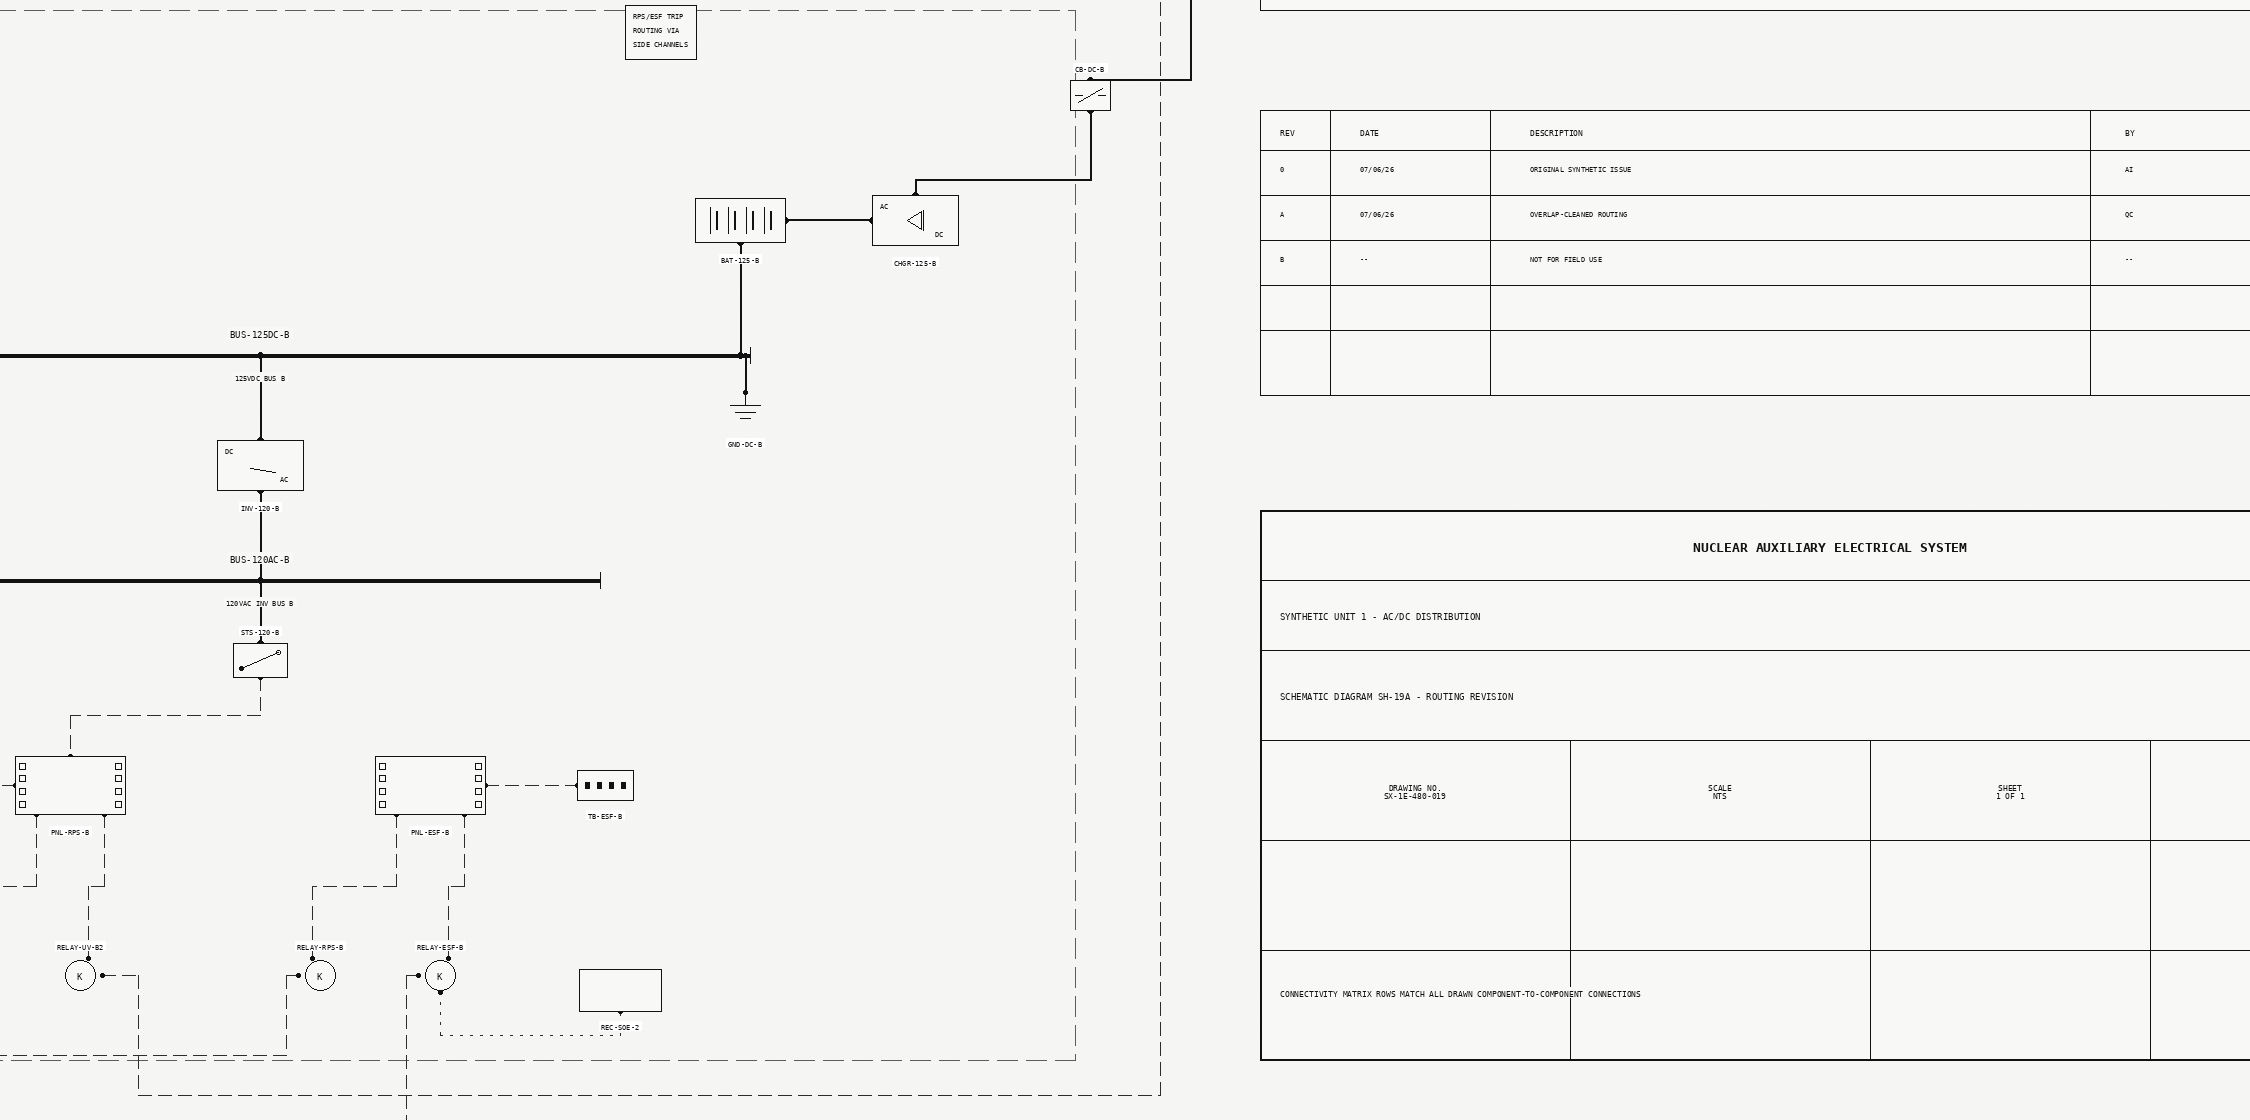 RPS/ESF TRIP
ROUTING VIA
SIDE CHANNELS
CB-DC-B
AC
DC
BAT-125-B
CHGR-125-B
BUS-125DC-B
125VDC BUS B
GND-DC-B
DC
AC
INV-120-B
BUS-120AC-B
120VAC INV BUS B
STS-120-B
PNL-RPS-B
PNL-ESF-B
TB-ESF-B
RELAY-UV-B2
RELAY-RPS-B
RELAY-ESF-B
K
K
K
REC-SOE-2
REV DATE DESCRIPTION BY
0 07/06/26 ORIGINAL SYNTHETIC ISSUE AI
A 07/06/26 OVERLAP-CLEANED ROUTING QC
B -- NOT FOR FIELD USE --
NUCLEAR AUXILIARY ELECTRICAL SYSTEM
SYNTHETIC UNIT 1 - AC/DC DISTRIBUTION
SCHEMATIC DIAGRAM SH-19A - ROUTING REVISION
DRAWING NO.
SX-1E-480-019
SCALE
NTS
SHEET
1 OF 1
CONNECTIVITY MATRIX ROWS MATCH ALL DRAWN COMPONENT-TO-COMPONENT CONNECTIONS